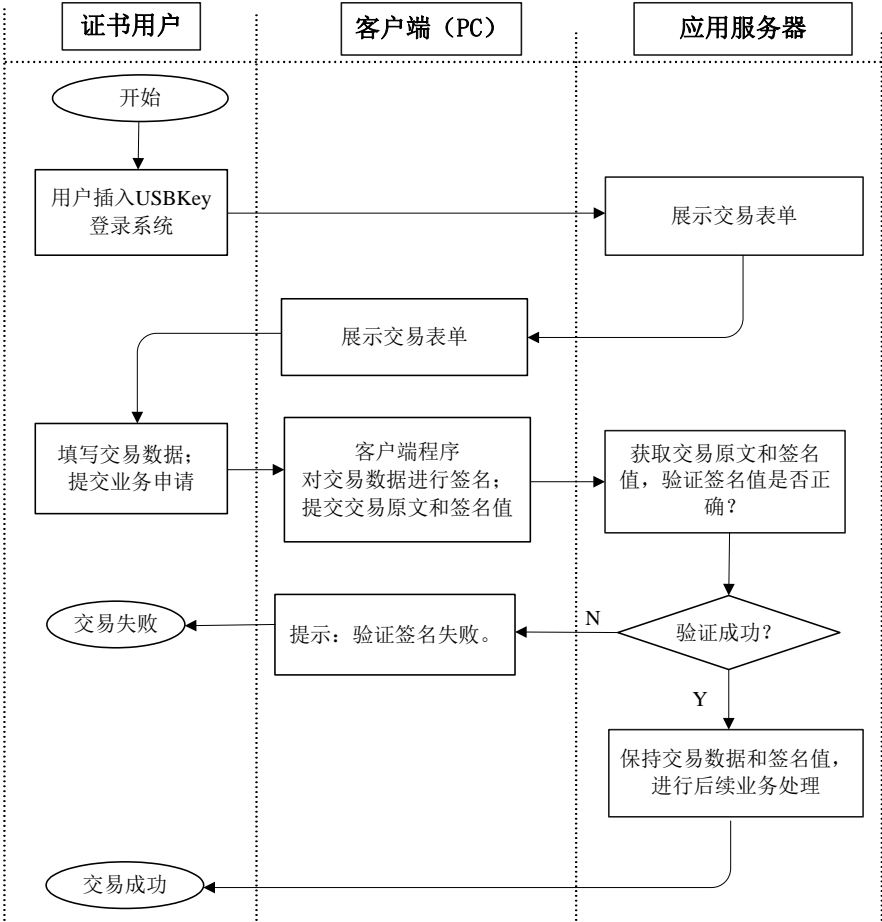 证书用户
客户端（PC）
应用服务器
开始
用户插入USBKey
登录系统
展示交易表单
展示交易表单
填写交易数据；
提交业务申请
客户端程序
对交易数据进行签名；
提交交易原文和签名值
获取交易原文和签名
值，验证签名值是否正
确？
交易失败
提示：验证签名失败。
N
验证成功？
Y
保持交易数据和签名值，
进行后续业务处理
交易成功